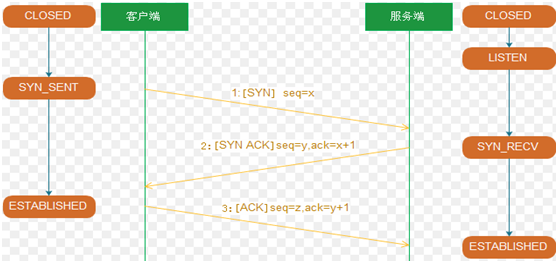 CLOSED
客户端
服务端
CLOSED
LISTEN
SYN_SENT
1:[SYN] seq=x
2:[SYN ACK]seq=y,ack=x+1
SYN_RECV
ESTABLISHED
3:[ACK]seq=z,ack=y+1
ESTABLISHED